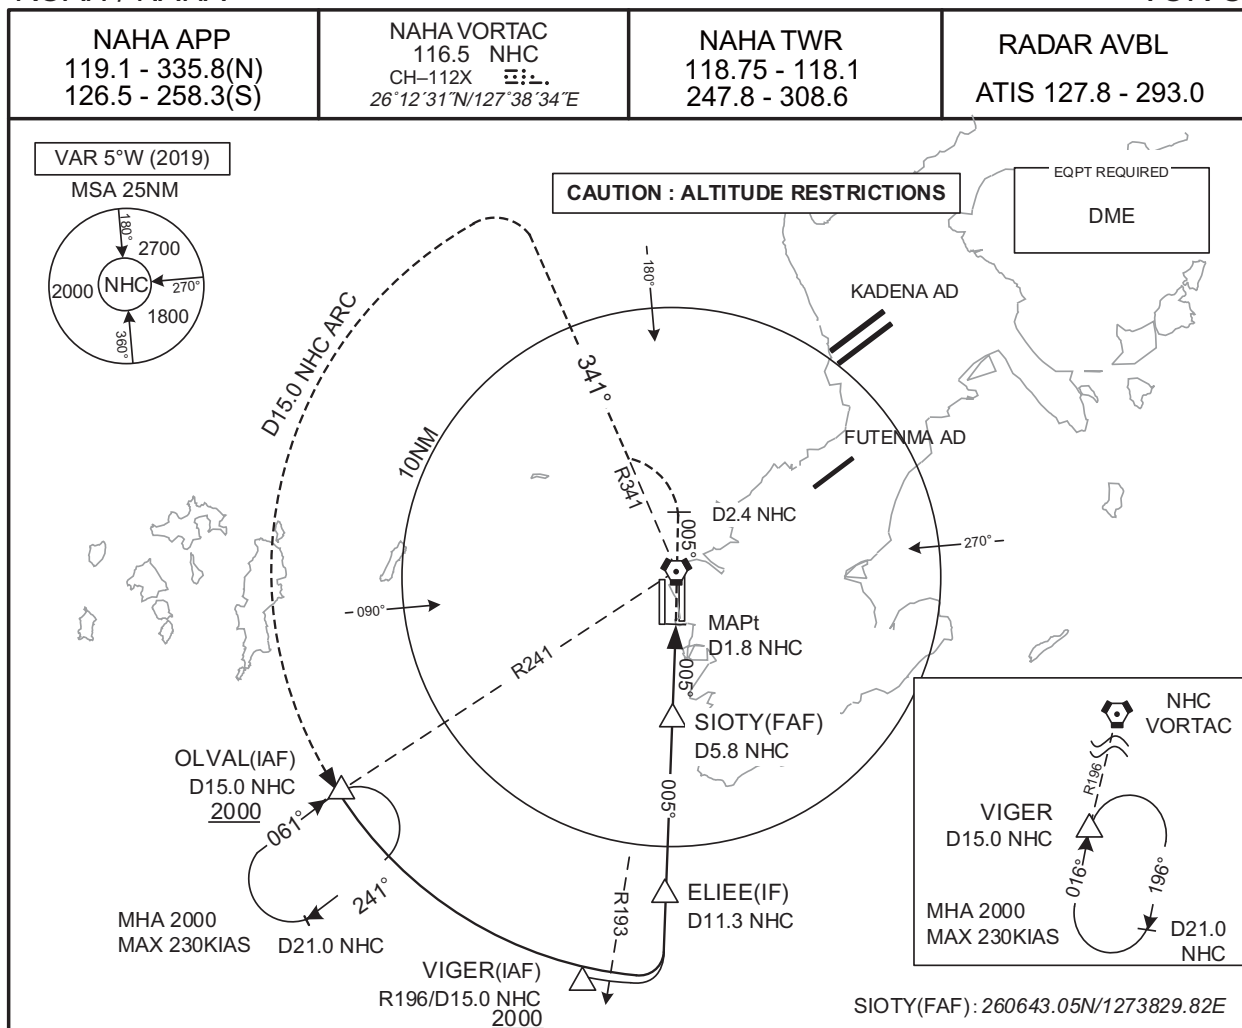 NAHA APP
119.1 - 335.8(N)
126.5 - 258.3(S)
NAHA VORTAC
116.5 NHC
CH–112X
26°12´31˝N/127°38´34˝E
NAHA TWR
118.75 - 118.1
247.8 - 308.6
RADAR AVBL
ATIS 127.8 - 293.0
VAR 5°W (2019)
MSA 25NM
180°
2700
2000
NHC
270°
1800
360°
CAUTION : ALTITUDE RESTRICTIONS
EQPT REQUIRED
DME
180°
KADENA AD
D15.0 NHC ARC
341°
10NM
FUTENMA AD
R341
D2.4 NHC
005°
270°
090°
MAPt
D1.8 NHC
R241
005°
SIOTY(FAF)
D5.8 NHC
OLVAL(IAF)
D15.0 NHC
2000
061°
005°
241°
MHA 2000
MAX 230KIAS
D21.0 NHC
ELIEE(IF)
D11.3 NHC
R193
VIGER(IAF)
R196/D15.0 NHC
2000
NHC
VORTAC
R196
VIGER
D15.0 NHC
016°
196°
MHA 2000
MAX 230KIAS
D21.0
NHC
SIOTY(FAF): 260643.05N/1273829.82E